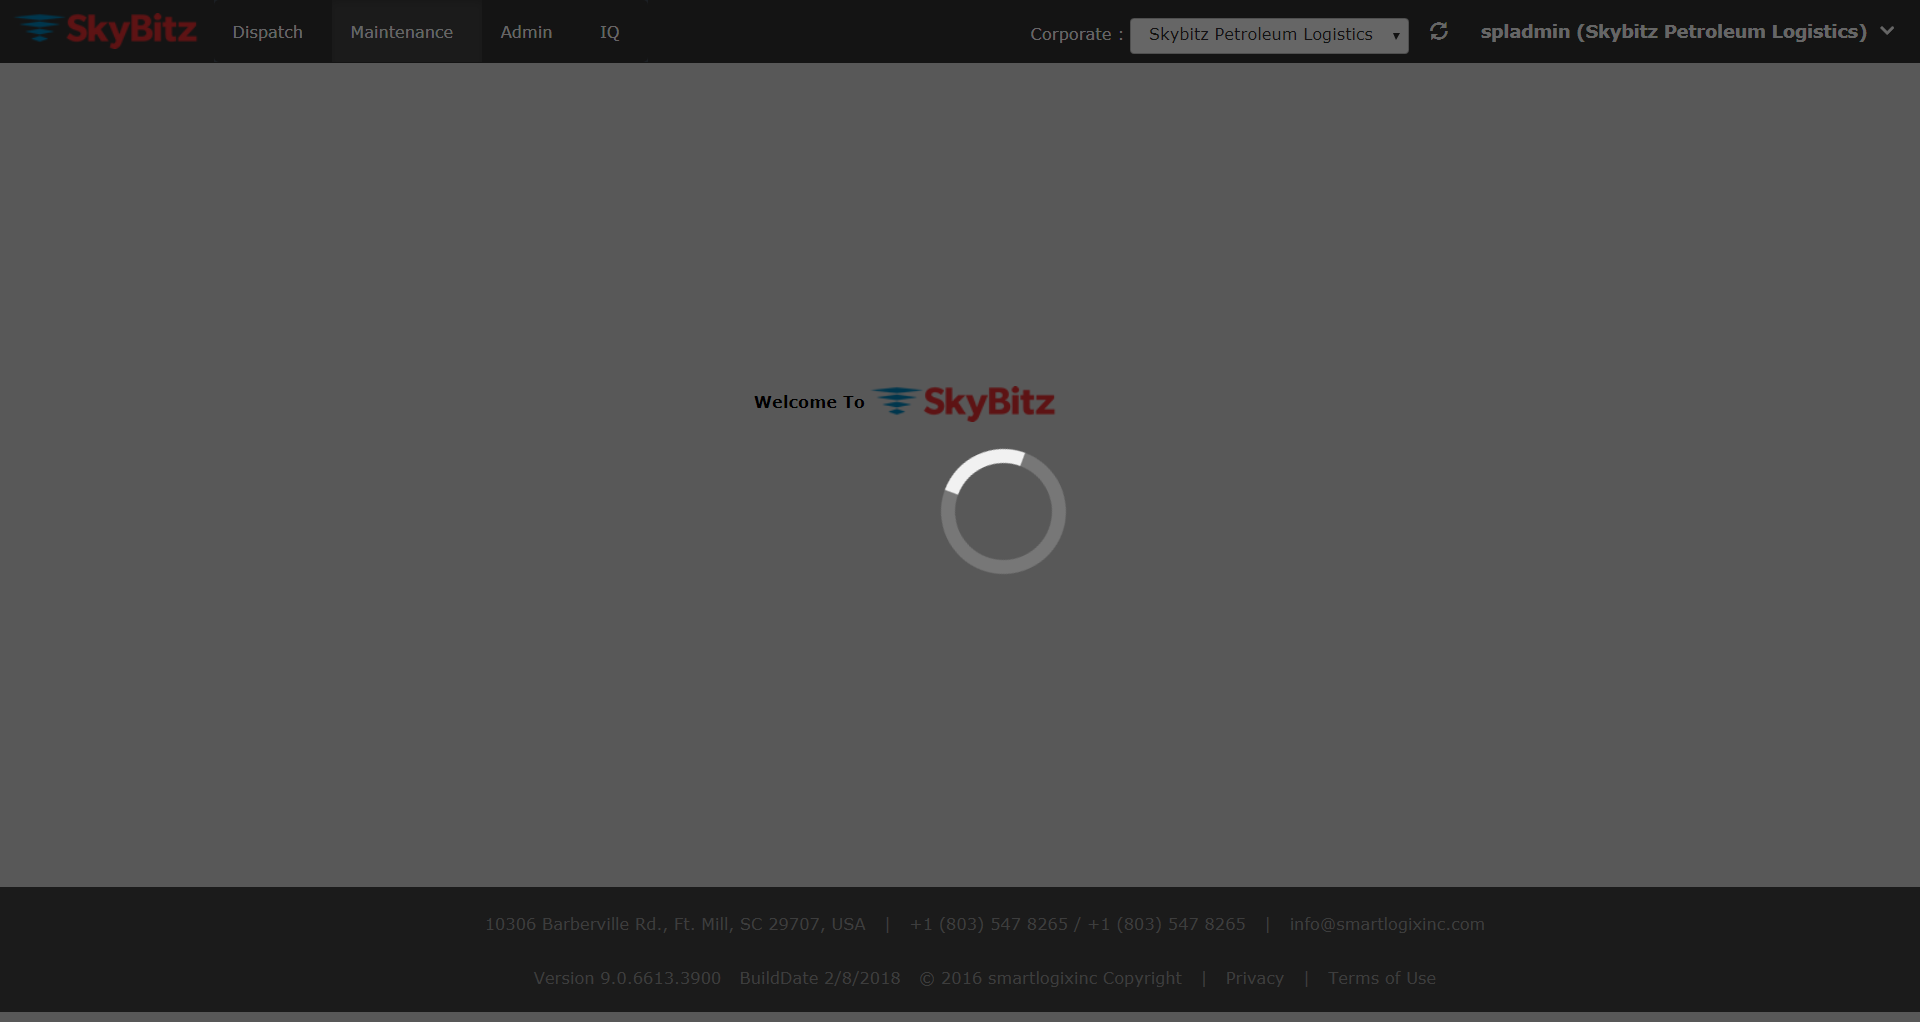 SkyBitz Dispatch Maintenance Admin IQ Corporate : Skybitz Petroleum Logistics spladmin (Skybitz Petroleum Logistics)
Welcome To SkyBitz
10306 Barberville Rd., Ft. Mill, SC 29707, USA | +1 (803) 547 8265 / +1 (803) 547 8265 | info@smartlogixinc.com
Version 9.0.6613.3900 BuildDate 2/8/2018 © 2016 smartlogixinc Copyright | Privacy | Terms of Use